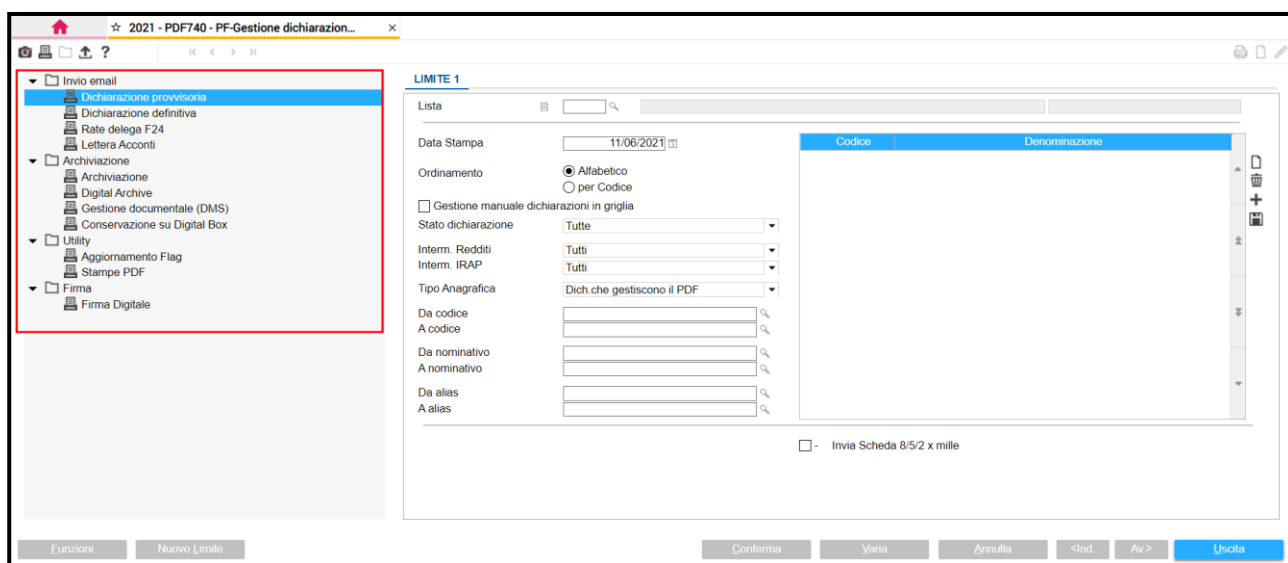 ☆ 2021 - PDF740 - PF-Gestione dichiarazion... ×
?
Invio email
Dichiarazione provvisoria
Dichiarazione definitiva
Rate delega F24
Lettera Acconti
Archiviazione
Archiviazione
Digital Archive
Gestione documentale (DMS)
Conservazione su Digital Box
Utility
Aggiornamento Flag
Stampe PDF
Firma
Firma Digitale
LIMITE 1
Lista
Data Stampa 11/06/2021
Ordinamento Alfabetico
per Codice
Gestione manuale dichiarazioni in griglia
Stato dichiarazione Tutte
Interm. Redditi Tutti
Interm. IRAP Tutti
Tipo Anagrafica Dich.che gestiscono il PDF
Da codice
A codice
Da nominativo
A nominativo
Da alias
A alias
Codice Denominazione
- Invia Scheda 8/5/2 x mille
Funzioni Nuovo Limite Conferma Varia Annulla <Ind. Av.> Uscita